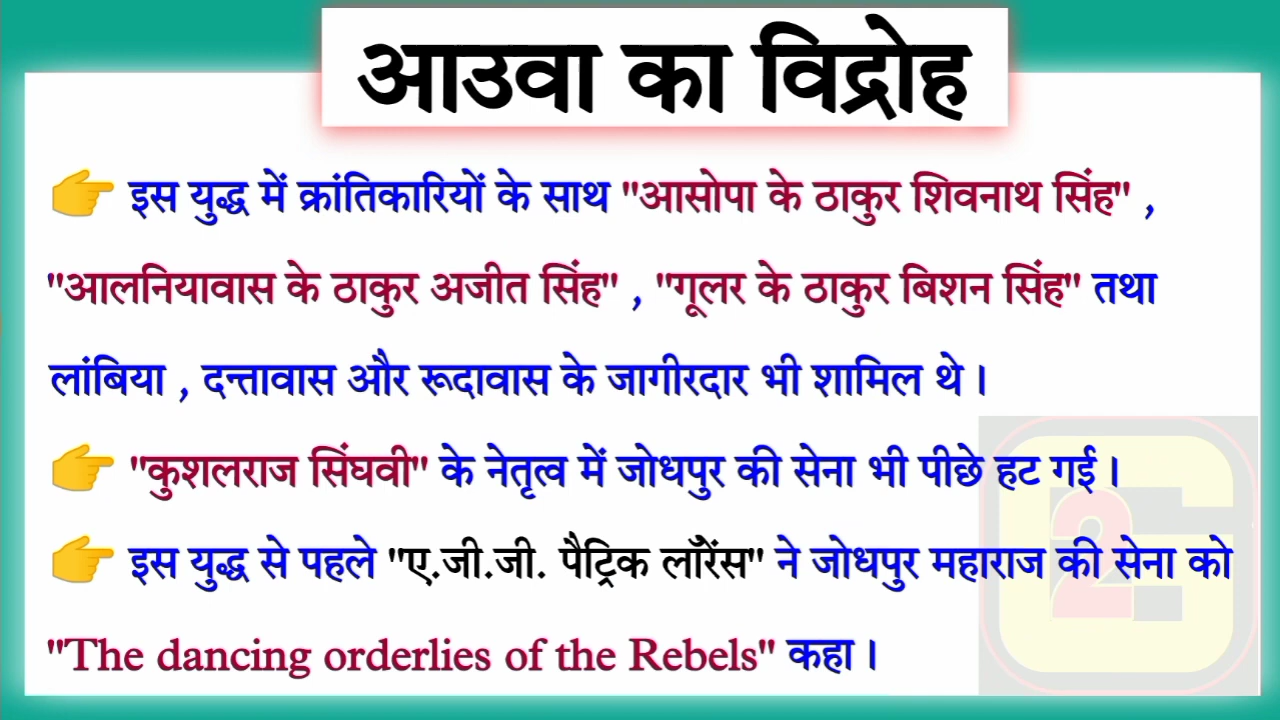 आउवा का विद्रोह
👉 इस युद्ध में क्रांतिकारियों के साथ "आसोपा के ठाकुर शिवनाथ सिंह" ,
"आलनियावास के ठाकुर अजीत सिंह" , "गूलर के ठाकुर बिशन सिंह" तथा
लांबिया , दन्तावास और रूदावास के जागीरदार भी शामिल थे ।
👉 "कुशलराज सिंघवी" के नेतृत्व में जोधपुर की सेना भी पीछे हट गई ।
👉 इस युद्ध से पहले "ए.जी.जी. पैट्रिक लॉरेंस" ने जोधपुर महाराज की सेना को
"The dancing orderlies of the Rebels" कहा ।